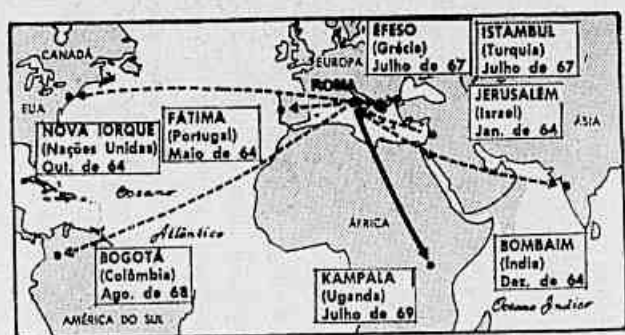 CANADÁ
EUA
EUROPA
ROMA
ÉFESO
(Grécia)
Julho de 67
ISTAMBUL
(Turquia)
Julho de 67
JERUSALÉM
(Israel)
Jan. de 64
ÁSIA
NOVA IORQUE
(Nações Unidas)
Out. de 64
FÁTIMA
(Portugal)
Maio de 64
Oceano
Atlântico
ÁFRICA
BOGOTÁ
(Colômbia)
Ago. de 68
AMÉRICA DO SUL
KAMPALA
(Uganda)
Julho de 69
BOMBAIM
(Índia)
Dez. de 64
Oceano Índico